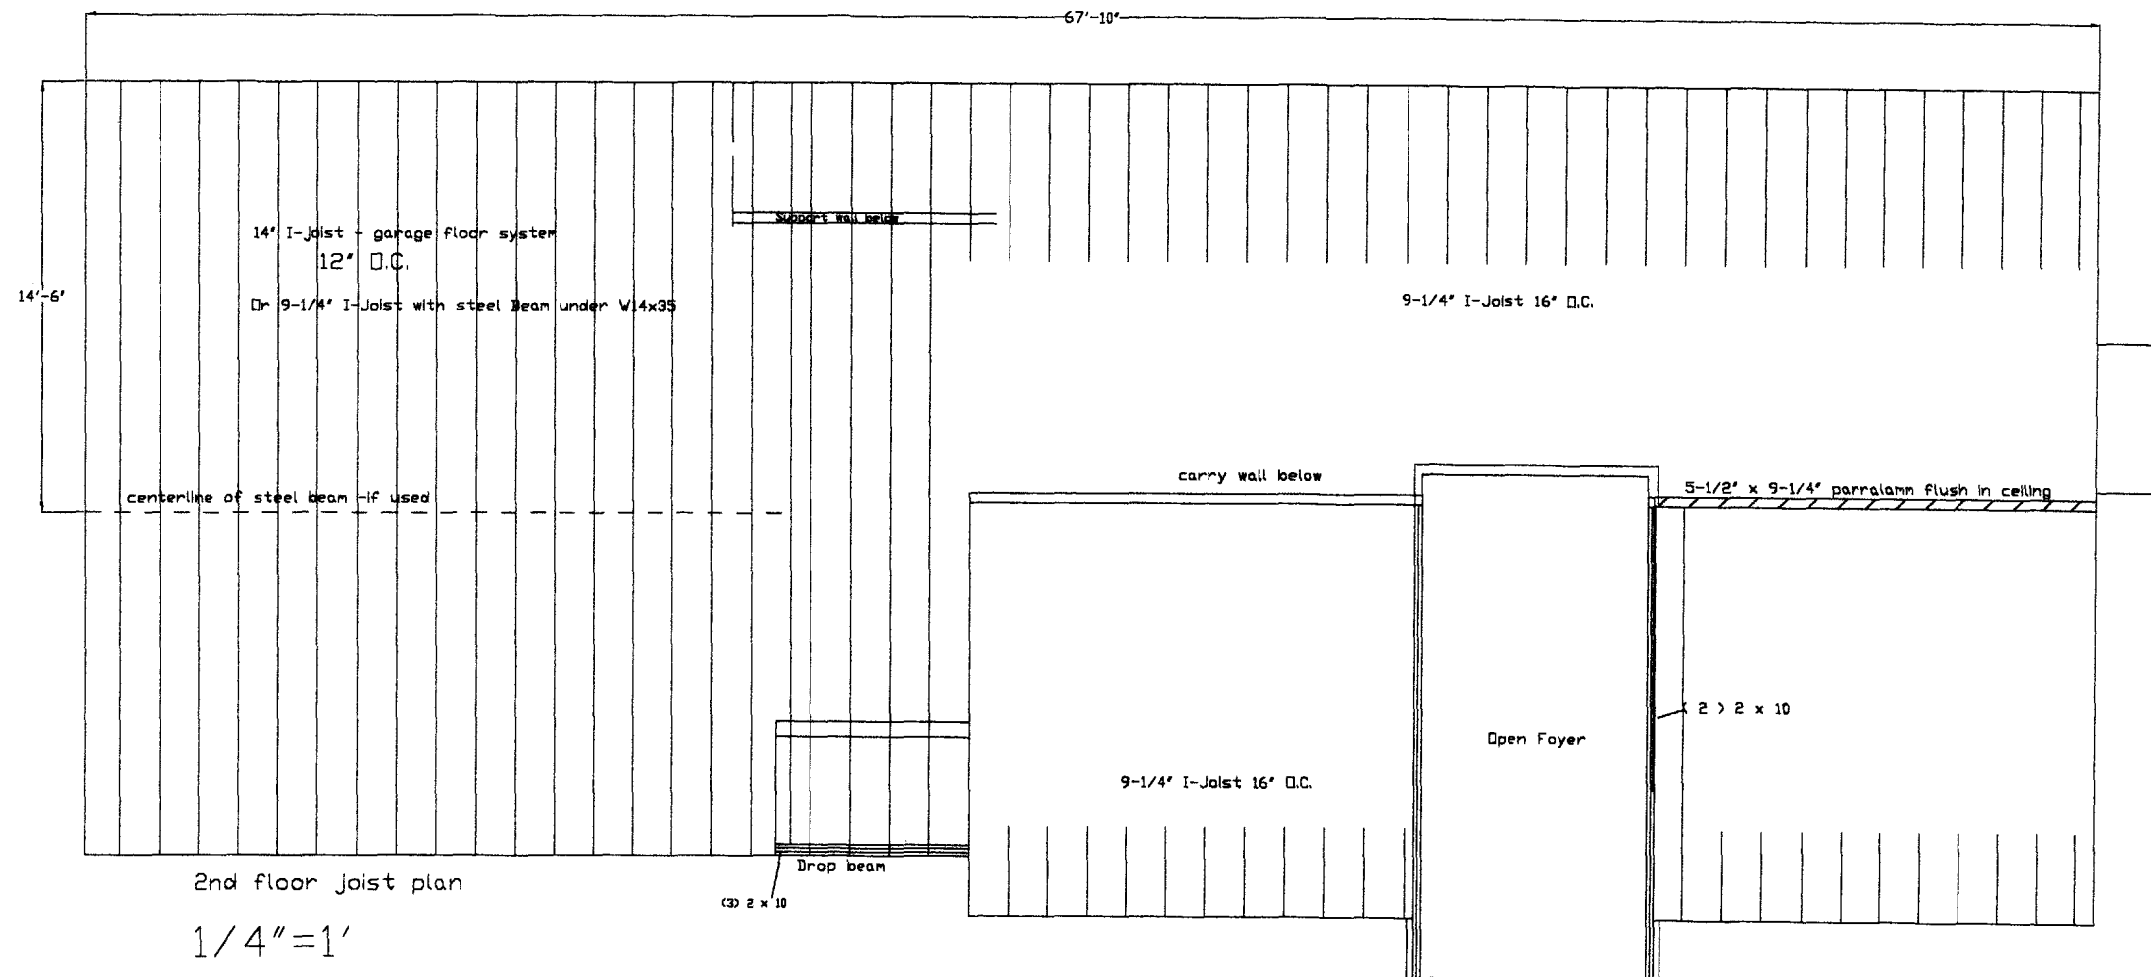 67'-10"
Support wall below
14" I-Joist - garage floor system
12" O.C.
14'-6"
Or 9-1/4" I-Joist with steel Beam under W14x35
9-1/4" I-Joist 16" O.C.
carry wall below
centerline of steel beam -if used
5-1/2" x 9-1/4" parralamn flush in ceiling
( 2 ) 2 x 10
Open Foyer
9-1/4" I-Joist 16" O.C.
Drop beam
2nd floor joist plan
(3) 2 x 10
1/4"=1'